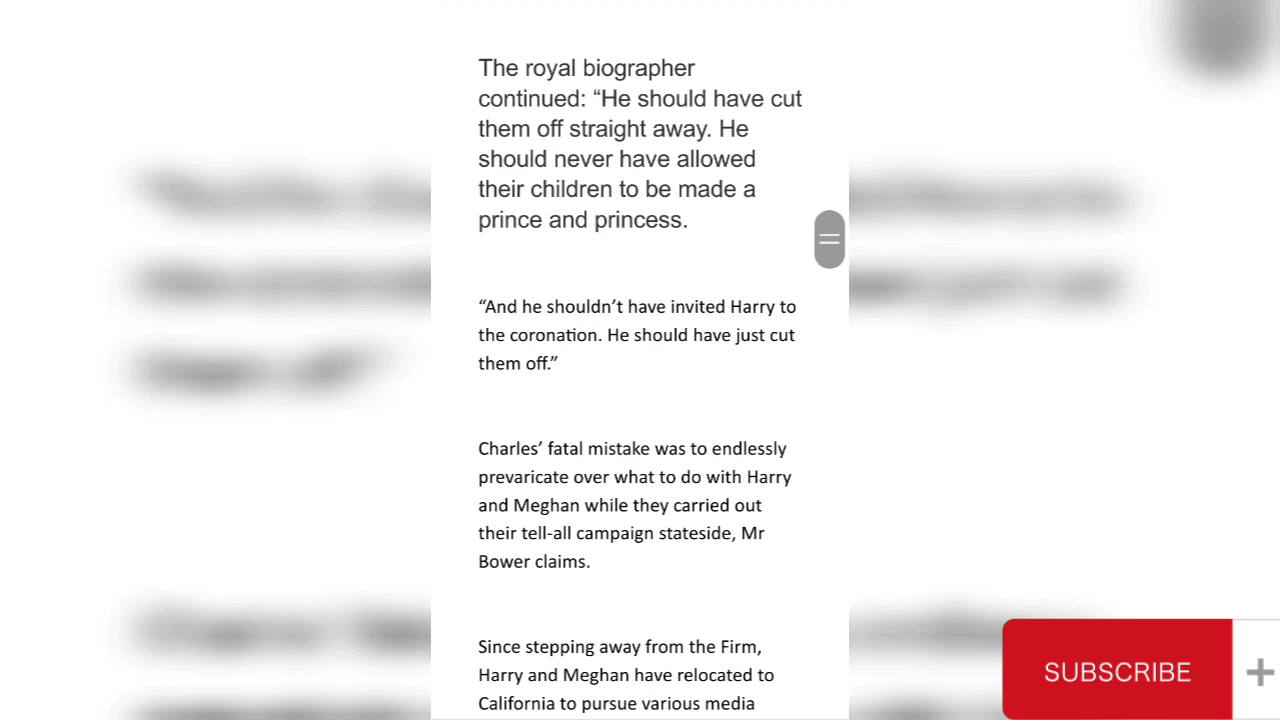 The royal biographer
continued: “He should have cut
them off straight away. He
should never have allowed
their children to be made a
prince and princess.
“And he shouldn’t have invited Harry to
the coronation. He should have just cut
them off.”
Charles’ fatal mistake was to endlessly
prevaricate over what to do with Harry
and Meghan while they carried out
their tell-all campaign stateside, Mr
Bower claims.
Since stepping away from the Firm,
Harry and Meghan have relocated to
California to pursue various media
SUBSCRIBE